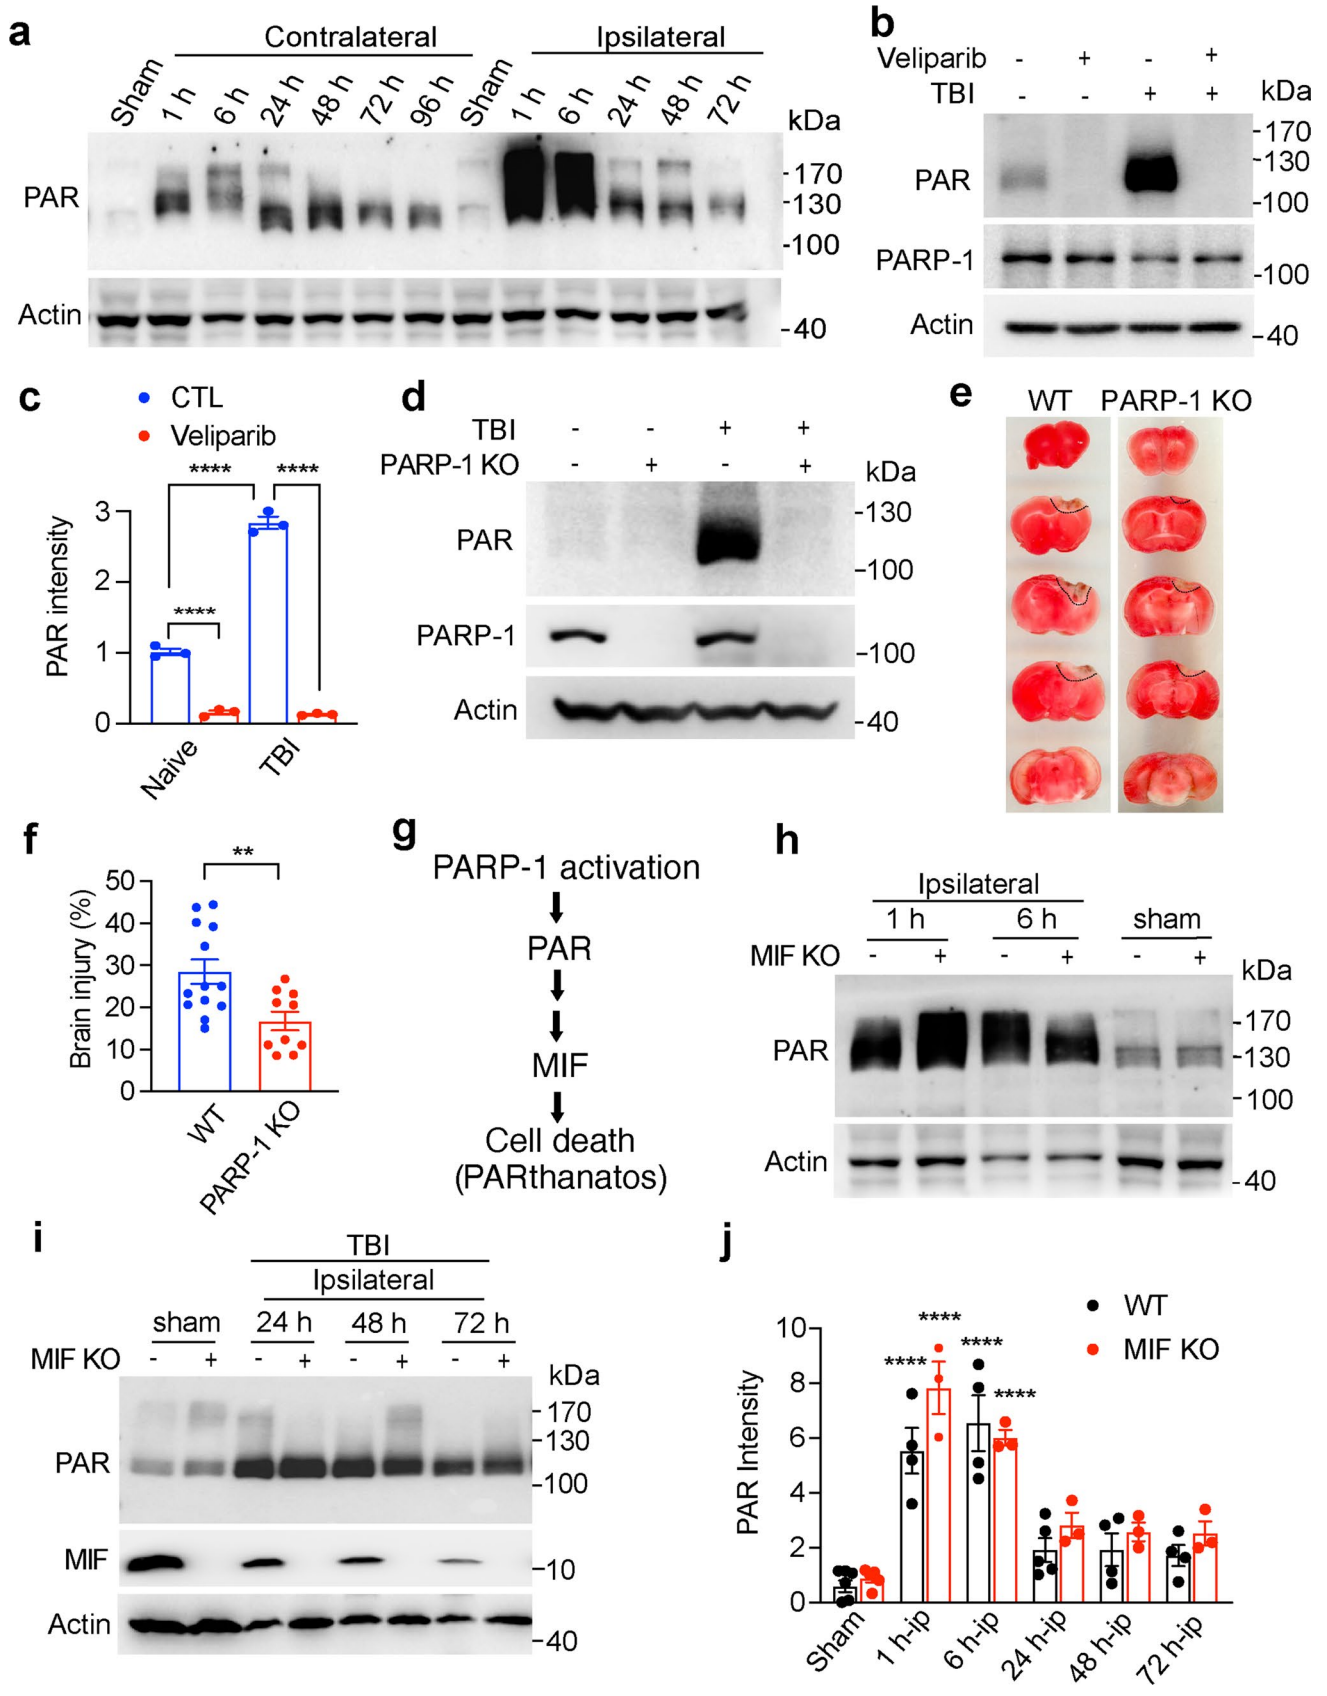 a
Contralateral Ipsilateral
Sham 1 h 6 h 24 h 48 h 72 h 96 h Sham 1 h 6 h 24 h 48 h 72 h
kDa
PAR
-170
-130
-100
Actin
-40
b
Veliparib - + - +
TBI - - + + kDa
PAR
-170
-130
-100
PARP-1
-100
Actin
-40
c
CTL
Veliparib
**** ****
****
PAR intensity
3
2
1
0
Naive TBI
d
TBI - - + +
PARP-1 KO - + - +
kDa
PAR
-130
-100
PARP-1
-100
Actin
-40
e
WT PARP-1 KO
f
**
Brain injury (%)
50
40
30
20
10
0
WT PARP-1 KO
g
PARP-1 activation
PAR
MIF
Cell death
(PARthanatos)
h
Ipsilateral
1 h 6 h sham
MIF KO - + - + - +
kDa
PAR
-170
-130
-100
Actin
-40
i
TBI
Ipsilateral
sham 24 h 48 h 72 h
MIF KO - + - + - + - +
kDa
PAR
-170
-130
-100
MIF
-10
Actin
-40
j
WT
MIF KO
****
**** ****
****
PAR Intensity
10
8
6
4
2
0
Sham 1 h-ip 6 h-ip 24 h-ip 48 h-ip 72 h-ip